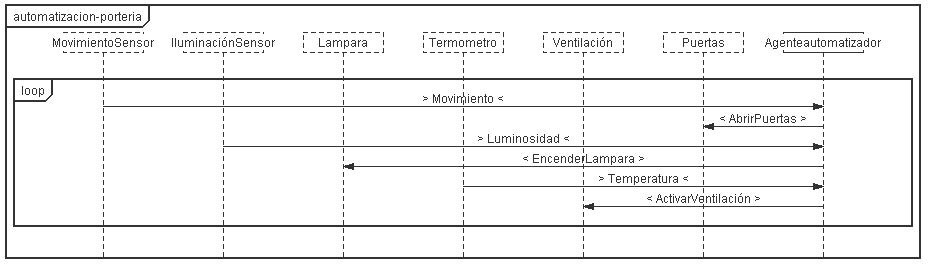 automatizacion-porteria
MovimientoSensor IluminaciónSensor Lampara Termometro Ventilación Puertas Agenteautomatizador
loop
> Movimiento <
< AbrirPuertas >
> Luminosidad <
< EncenderLampara >
> Temperatura <
< ActivarVentilación >